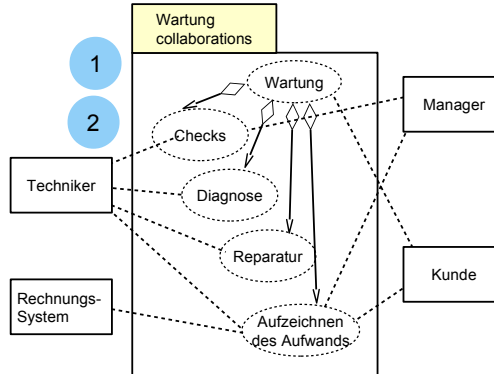 Wartung
collaborations
1
Wartung
2
Checks
Manager
Techniker
Diagnose
Reparatur
Kunde
Rechnungs-
System
Aufzeichnen
des Aufwands